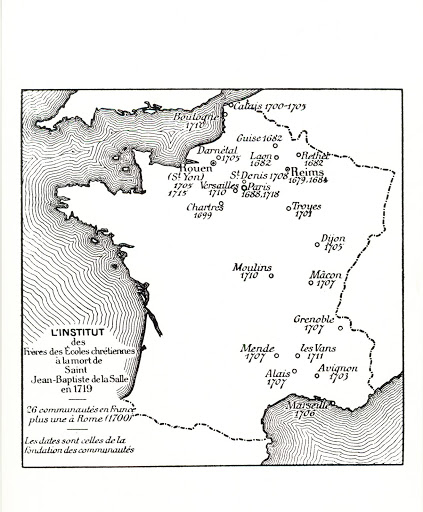 Calais 1700-1705
Boulogne
1710
Guise 1682
Darnétal
1705
Laon
1682
Rethel
1682
Rouen
(St Yon)
1705
1715
Reims
1679.1684
St Denis 1708
Versailles
1710
Paris
1688.1718
Chartres
1699
Troyes
Dijon
1705
Moulins
1710
Mâcon
1707
Grenoble
1707
Mende
1707
les Vans
1711
Alais
1707
Avignon
1703
Marseille
1706
L'INSTITUT
des
Frères des Écoles chrétiennes
à la mort de
Saint
Jean-Baptiste de la Salle
en 1719
26 communautés en France
plus une à Rome (1700)
Les dates sont celles de la
fondation des communautés